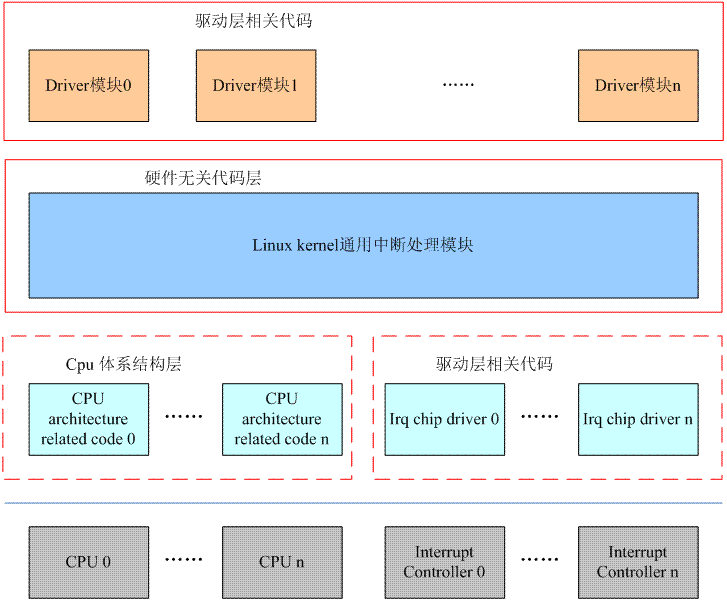 驱动层相关代码
Driver模块0
Driver模块1
……
Driver模块n
硬件无关代码层
Linux kernel通用中断处理模块
Cpu 体系结构层
CPU
architecture
related code 0
……
CPU
architecture
related code n
驱动层相关代码
Irq chip driver 0
……
Irq chip driver n
CPU 0
……
CPU n
Interrupt
Controller 0
……
Interrupt
Controller n